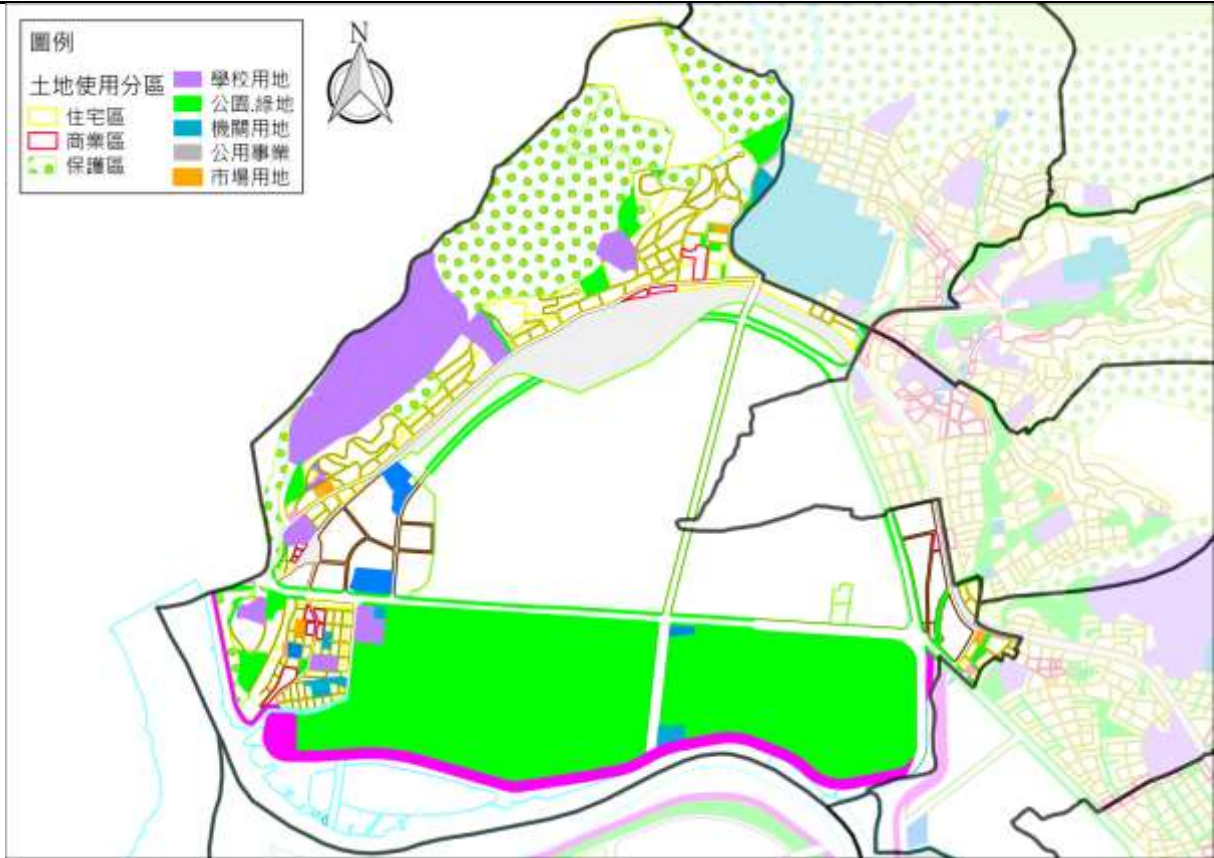 圖例
土地使用分區
住宅區
商業區
保護區
學校用地
公園.綠地
機關用地
公用事業
市場用地
N